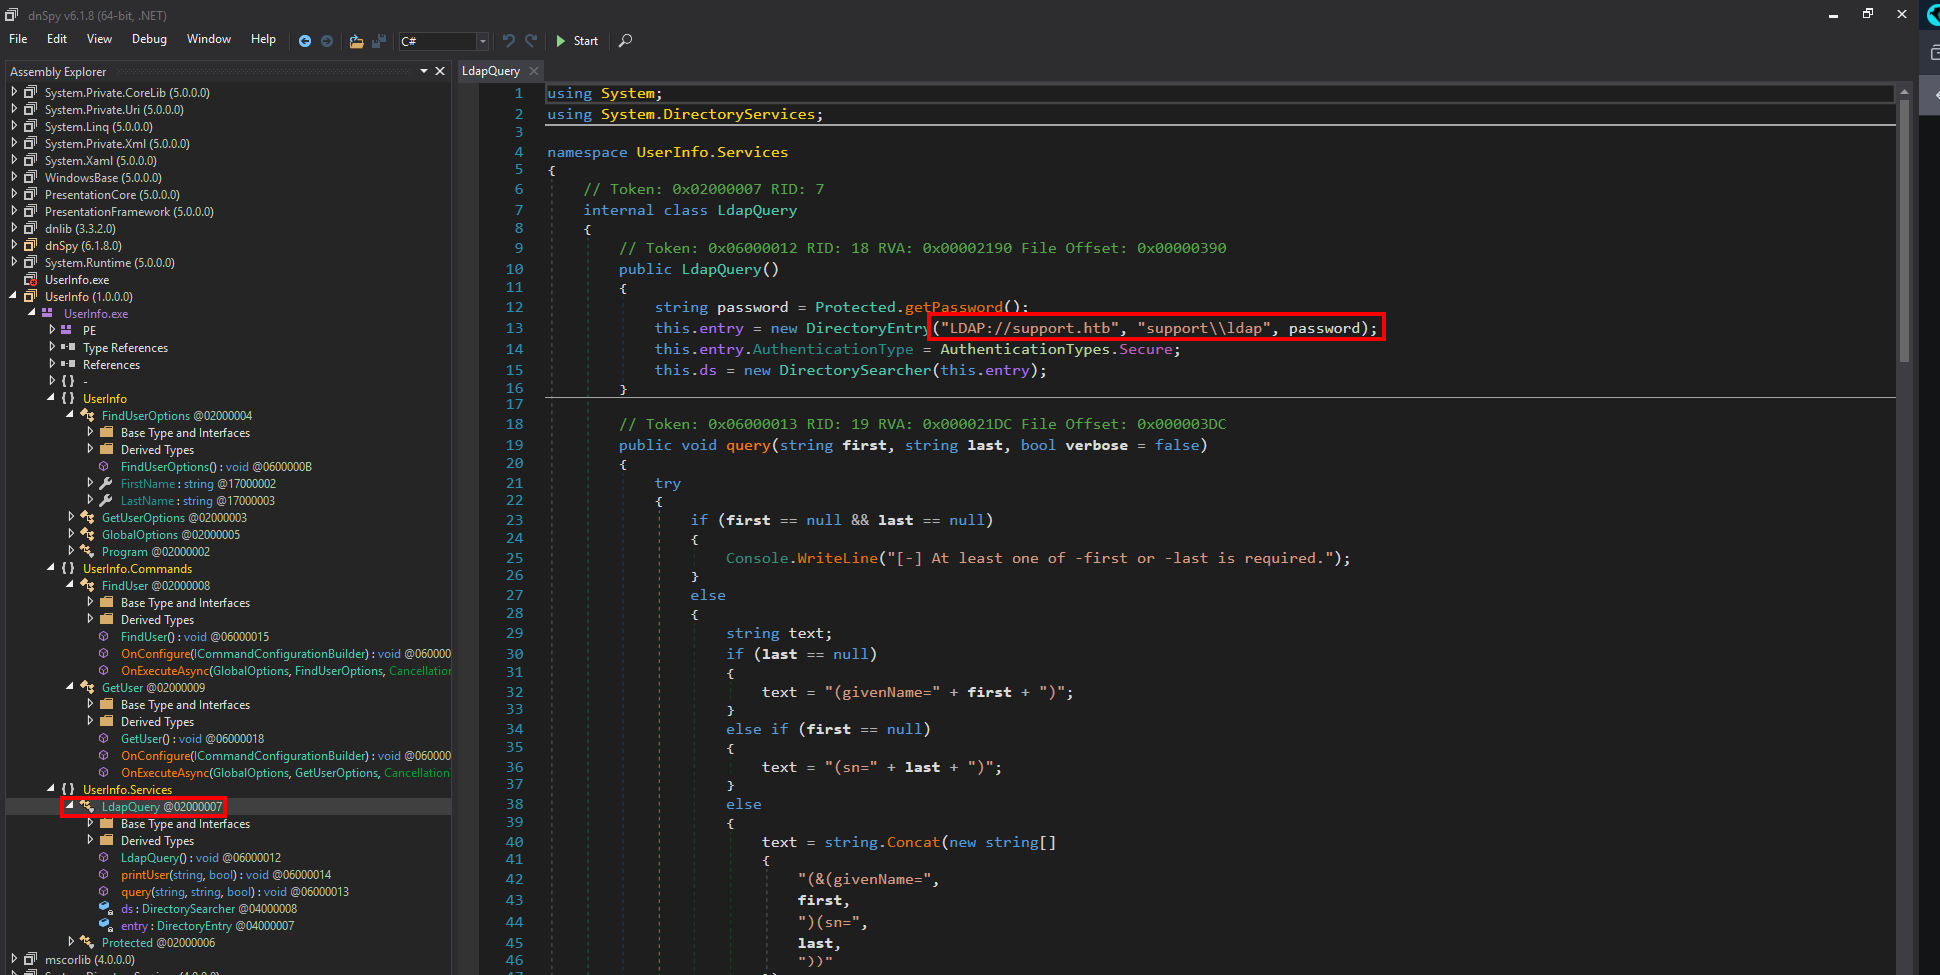 dnSpy v6.1.8 (64-bit, .NET)
File Edit View Debug Window Help C# Start
Assembly Explorer
System.Private.CoreLib (5.0.0.0)
System.Private.Uri (5.0.0.0)
System.Linq (5.0.0.0)
System.Private.Xml (5.0.0.0)
System.Xaml (5.0.0.0)
WindowsBase (5.0.0.0)
PresentationCore (5.0.0.0)
PresentationFramework (5.0.0.0)
dnlib (3.3.2.0)
dnSpy (6.1.8.0)
System.Runtime (5.0.0.0)
UserInfo.exe
UserInfo (1.0.0.0)
UserInfo.exe
PE
Type References
References
{ } -
{ } UserInfo
FindUserOptions @02000004
Base Type and Interfaces
Derived Types
FindUserOptions() : void @0600000B
FirstName : string @17000002
LastName : string @17000003
GetUserOptions @02000003
GlobalOptions @02000005
Program @02000002
{ } UserInfo.Commands
FindUser @02000008
Base Type and Interfaces
Derived Types
FindUser() : void @06000015
OnConfigure(ICommandConfigurationBuilder) : void @060000
OnExecuteAsync(GlobalOptions, FindUserOptions, Cancellation
GetUser @02000009
Base Type and Interfaces
Derived Types
GetUser() : void @06000018
OnConfigure(ICommandConfigurationBuilder) : void @060000
OnExecuteAsync(GlobalOptions, GetUserOptions, Cancellation
{ } UserInfo.Services
LdapQuery @02000007
Base Type and Interfaces
Derived Types
LdapQuery() : void @06000012
printUser(string, bool) : void @06000014
query(string, string, bool) : void @06000013
ds : DirectorySearcher @04000008
entry : DirectoryEntry @04000007
Protected @02000006
mscorlib (4.0.0.0)
LdapQuery
1 using System;
2 using System.DirectoryServices;
3
4 namespace UserInfo.Services
5 {
6 // Token: 0x02000007 RID: 7
7 internal class LdapQuery
8 {
9 // Token: 0x06000012 RID: 18 RVA: 0x00002190 File Offset: 0x00000390
10 public LdapQuery()
11 {
12 string password = Protected.getPassword();
13 this.entry = new DirectoryEntry("LDAP://support.htb", "support\\ldap", password);
14 this.entry.AuthenticationType = AuthenticationTypes.Secure;
15 this.ds = new DirectorySearcher(this.entry);
16 }
17
18 // Token: 0x06000013 RID: 19 RVA: 0x000021DC File Offset: 0x000003DC
19 public void query(string first, string last, bool verbose = false)
20 {
21 try
22 {
23 if (first == null && last == null)
24 {
25 Console.WriteLine("[-] At least one of -first or -last is required.");
26 }
27 else
28 {
29 string text;
30 if (last == null)
31 {
32 text = "(givenName=" + first + ")";
33 }
34 else if (first == null)
35 {
36 text = "(sn=" + last + ")";
37 }
38 else
39 {
40 text = string.Concat(new string[]
41 {
42 "(&(givenName=",
43 first,
44 ")(sn=",
45 last,
46 "))"